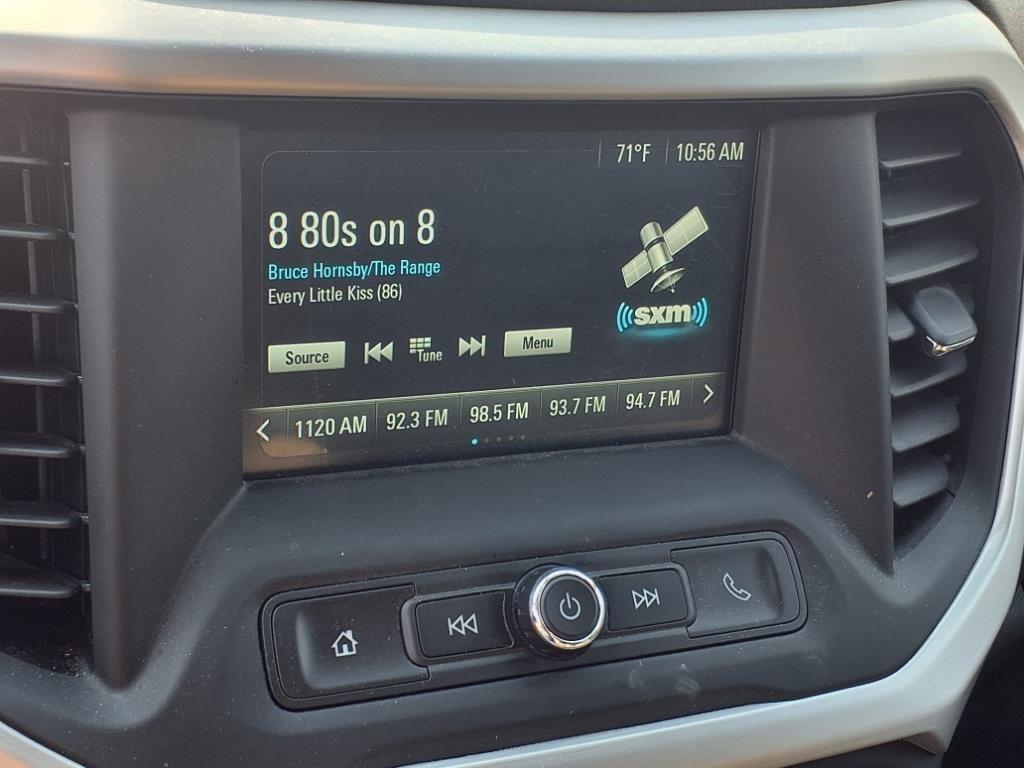 71°F 10:56 AM
8 80s on 8
Bruce Hornsby/The Range
Every Little Kiss (86)
sxm
Source Tune Menu
1120 AM 92.3 FM 98.5 FM 93.7 FM 94.7 FM